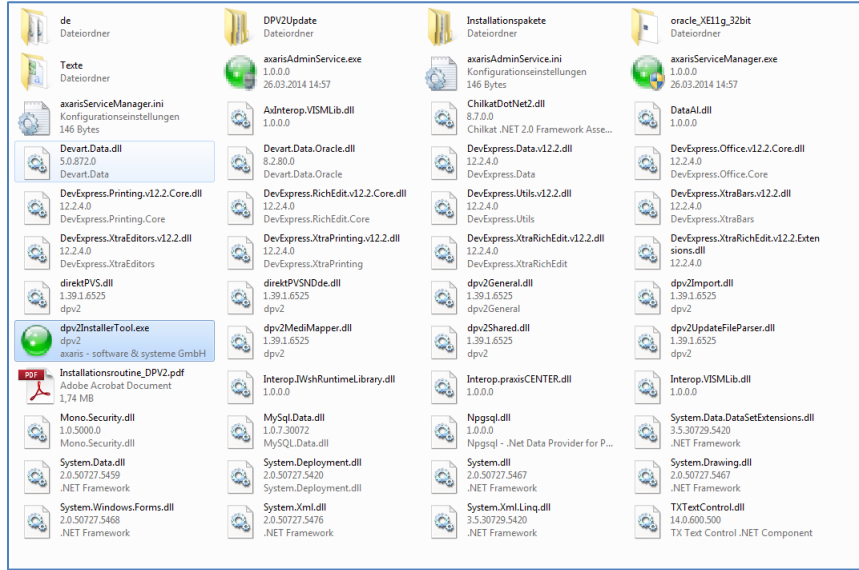 de
Dateiordner
DPV2Update
Dateiordner
Installationspakete
Dateiordner
oracle_XE11g_32bit
Dateiordner
Texte
Dateiordner
axarisAdminService.exe
1.0.0.0
26.03.2014 14:57
axarisAdminService.ini
Konfigurationseinstellungen
146 Bytes
axarisServiceManager.exe
1.0.0.0
26.03.2014 14:57
axarisServiceManager.ini
Konfigurationseinstellungen
146 Bytes
AxInterop.VISMLib.dll
1.0.0.0
ChilkatDotNet2.dll
8.7.0.0
Chilkat .NET 2.0 Framework Asse...
DataAI.dll
1.0.0.0
Devart.Data.dll
5.0.872.0
Devart.Data
Devart.Data.Oracle.dll
8.2.80.0
Devart.Data.Oracle
DevExpress.Data.v12.2.dll
12.2.4.0
DevExpress.Data
DevExpress.Office.v12.2.Core.dll
12.2.4.0
DevExpress.Office.Core
DevExpress.Printing.v12.2.Core.dll
12.2.4.0
DevExpress.Printing.Core
DevExpress.RichEdit.v12.2.Core.dll
12.2.4.0
DevExpress.RichEdit.Core
DevExpress.Utils.v12.2.dll
12.2.4.0
DevExpress.Utils
DevExpress.XtraBars.v12.2.dll
12.2.4.0
DevExpress.XtraBars
DevExpress.XtraEditors.v12.2.dll
12.2.4.0
DevExpress.XtraEditors
DevExpress.XtraPrinting.v12.2.dll
12.2.4.0
DevExpress.XtraPrinting
DevExpress.XtraRichEdit.v12.2.dll
12.2.4.0
DevExpress.XtraRichEdit
DevExpress.XtraRichEdit.v12.2.Exten
sions.dll
12.2.4.0
direktPVS.dll
1.39.1.6525
dpv2
direktPVSNDde.dll
1.39.1.6525
dpv2
dpv2General.dll
1.39.1.6525
dpv2General
dpv2Import.dll
1.39.1.6525
dpv2
dpv2InstallerTool.exe
dpv2
axaris - software & systeme GmbH
dpv2MediMapper.dll
1.39.1.6525
dpv2
dpv2Shared.dll
1.39.1.6525
dpv2
dpv2UpdateFileParser.dll
1.39.1.6525
dpv2
PDF
Installationsroutine_DPV2.pdf
Adobe Acrobat Document
1,74 MB
Interop.IWshRuntimeLibrary.dll
1.0.0.0
Interop.praxisCENTER.dll
1.0.0.0
Interop.VISMLib.dll
1.0.0.0
Mono.Security.dll
1.0.5000.0
Mono.Security.dll
MySql.Data.dll
1.0.7.30072
MySQL.Data.dll
Npgsql.dll
1.0.0.0
Npgsql - .Net Data Provider for P...
System.Data.DataSetExtensions.dll
3.5.30729.5420
.NET Framework
System.Data.dll
2.0.50727.5459
.NET Framework
System.Deployment.dll
2.0.50727.5420
System.Deployment.dll
System.dll
2.0.50727.5467
.NET Framework
System.Drawing.dll
2.0.50727.5467
.NET Framework
System.Windows.Forms.dll
2.0.50727.5468
.NET Framework
System.Xml.dll
2.0.50727.5476
.NET Framework
System.Xml.Linq.dll
3.5.30729.5420
.NET Framework
TXTextControl.dll
14.0.600.500
TX Text Control .NET Component